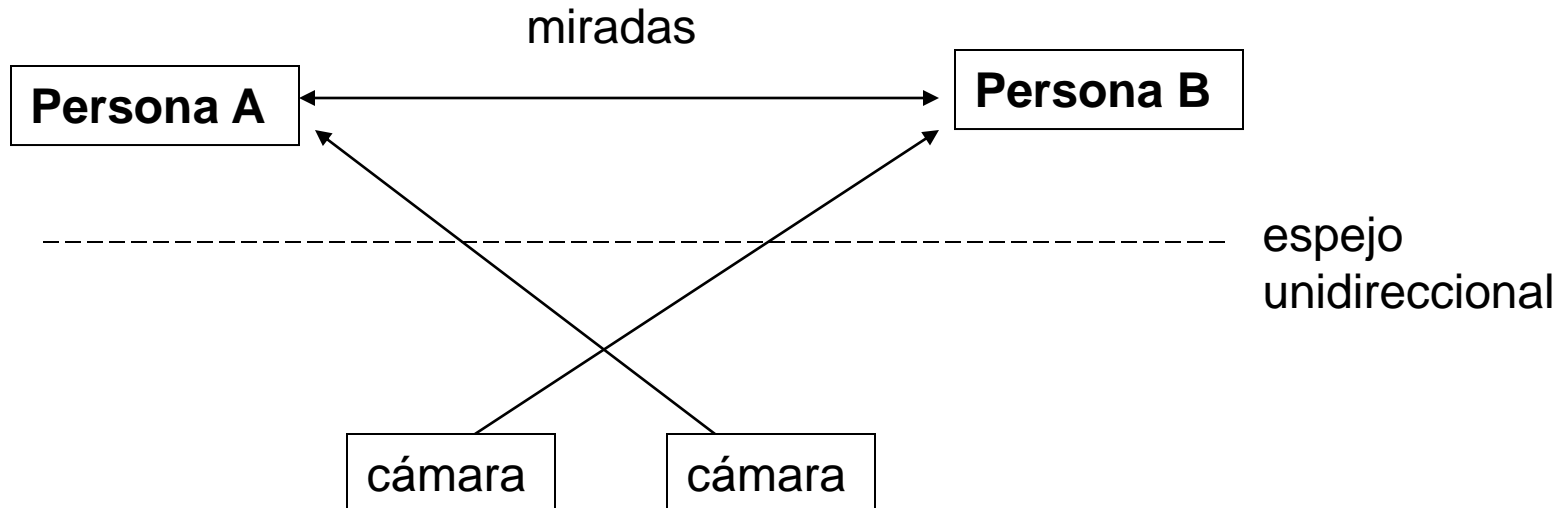 miradas
Persona A
Persona B
espejo
unidireccional
cámara
cámara